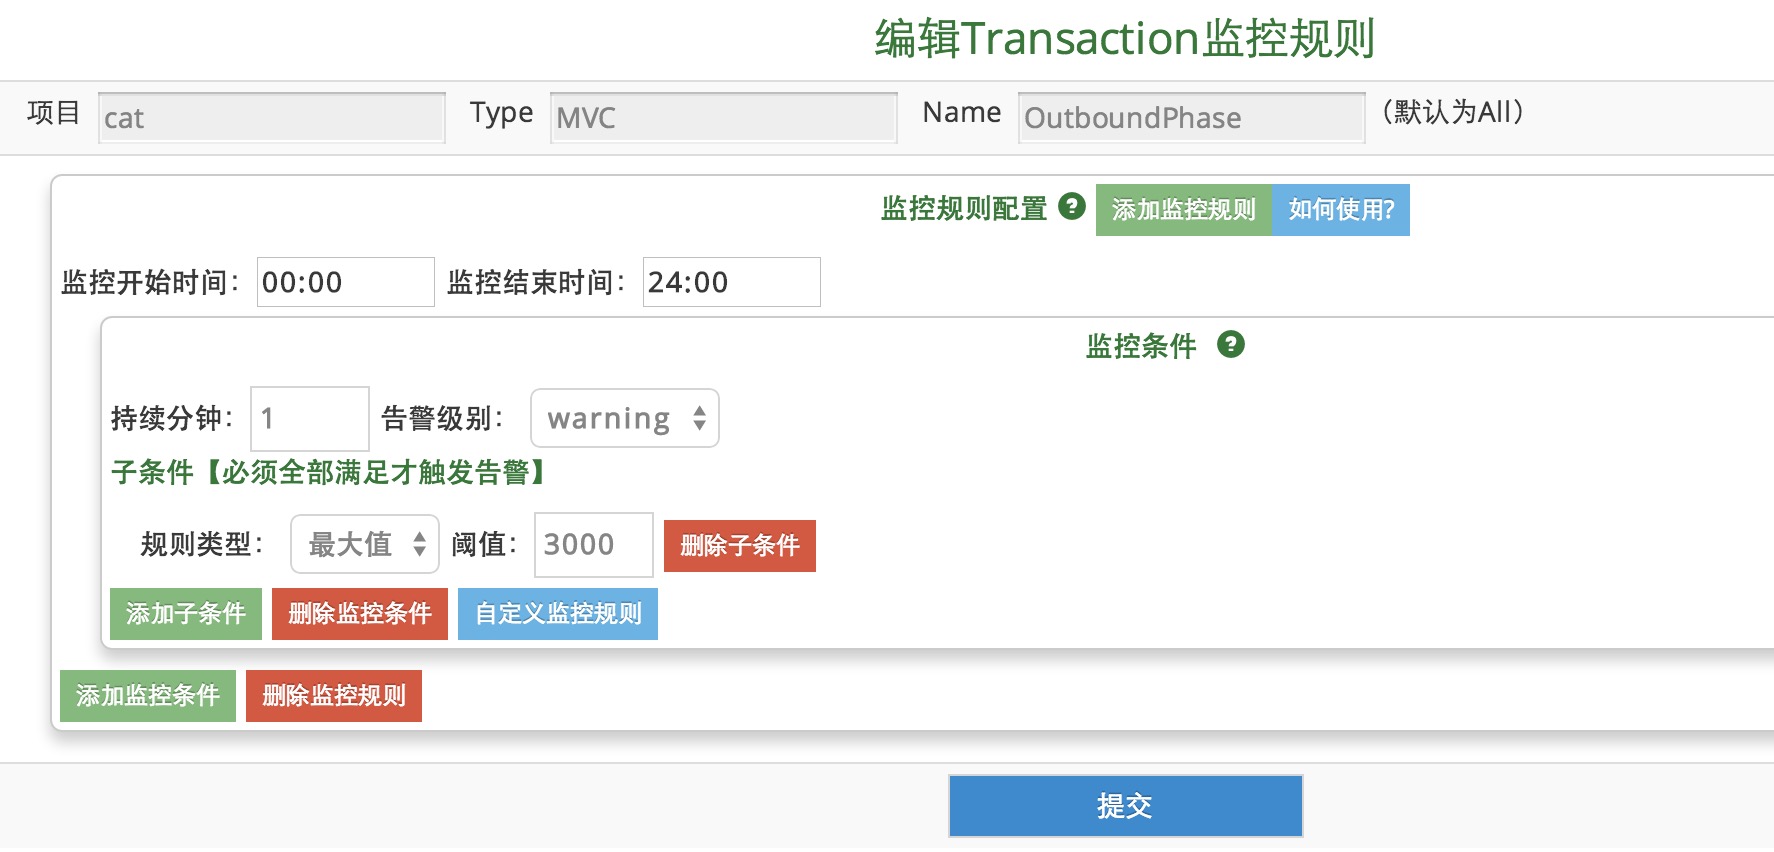 编辑Transaction监控规则
项目 cat Type MVC Name OutboundPhase （默认为All）
监控规则配置 ? 添加监控规则 如何使用?
监控开始时间： 00:00 监控结束时间： 24:00
监控条件 ?
持续分钟： 1 告警级别： warning
子条件【必须全部满足才触发告警】
规则类型： 最大值 阈值： 3000 删除子条件
添加子条件 删除监控条件 自定义监控规则
添加监控条件 删除监控规则
提交